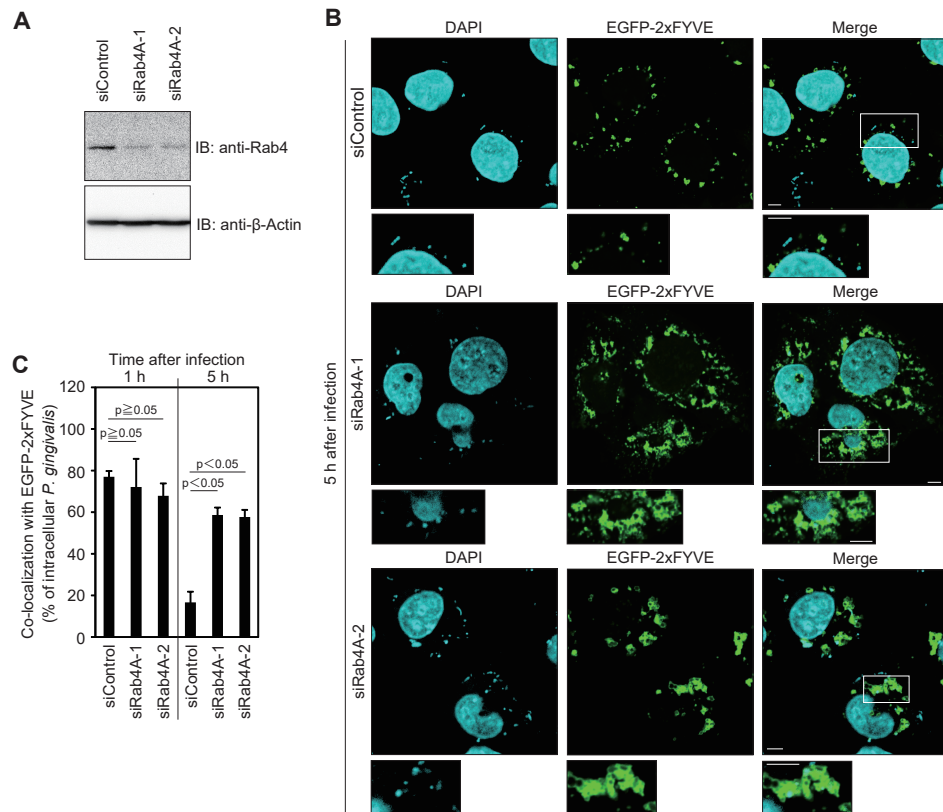 A
siControl
siRab4A-1
siRab4A-2
IB: anti-Rab4
IB: anti-β-Actin
B
5 h after infection
siControl
DAPI
EGFP-2xFYVE
Merge
siRab4A-1
DAPI
EGFP-2xFYVE
Merge
siRab4A-2
DAPI
EGFP-2xFYVE
Merge
C
Time after infection
1 h
5 h
Co-localization with EGFP-2xFYVE
(% of intracellular P. gingivalis)
120
100
80
60
40
20
0
p≧0.05
p≧0.05
p<0.05
p<0.05
siControl
siRab4A-1
siRab4A-2
siControl
siRab4A-1
siRab4A-2